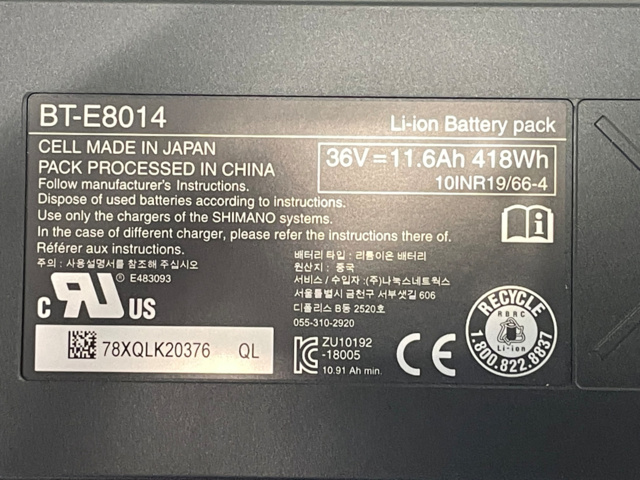 BT-E8014
Li-ion Battery pack
CELL MADE IN JAPAN
PACK PROCESSED IN CHINA
36V⎓11.6Ah 418Wh
10INR19/66-4
Follow manufacturer's Instructions.
Dispose of used batteries according to instructions.
Use only the chargers of the SHIMANO systems.
In the case of different charger, please refer the instructions there of.
Référer aux instructions.
주의 : 사용설명서를 참조해 주십시오
배터리 타입 : 리튬이온 배터리
원산지 : 중국
서비스 / 수입자 : (주)나눅스네트웍스
서울특별시 금천구 서부샛길 606
디폴리스 B동 2520호
055-310-2920
® E483093
C RU US
78XQLK20376 QL
ZU10192
-18005
10.91 Ah min.
CE
RECYCLE
RBRC
Li-ion
1.800.822.8837